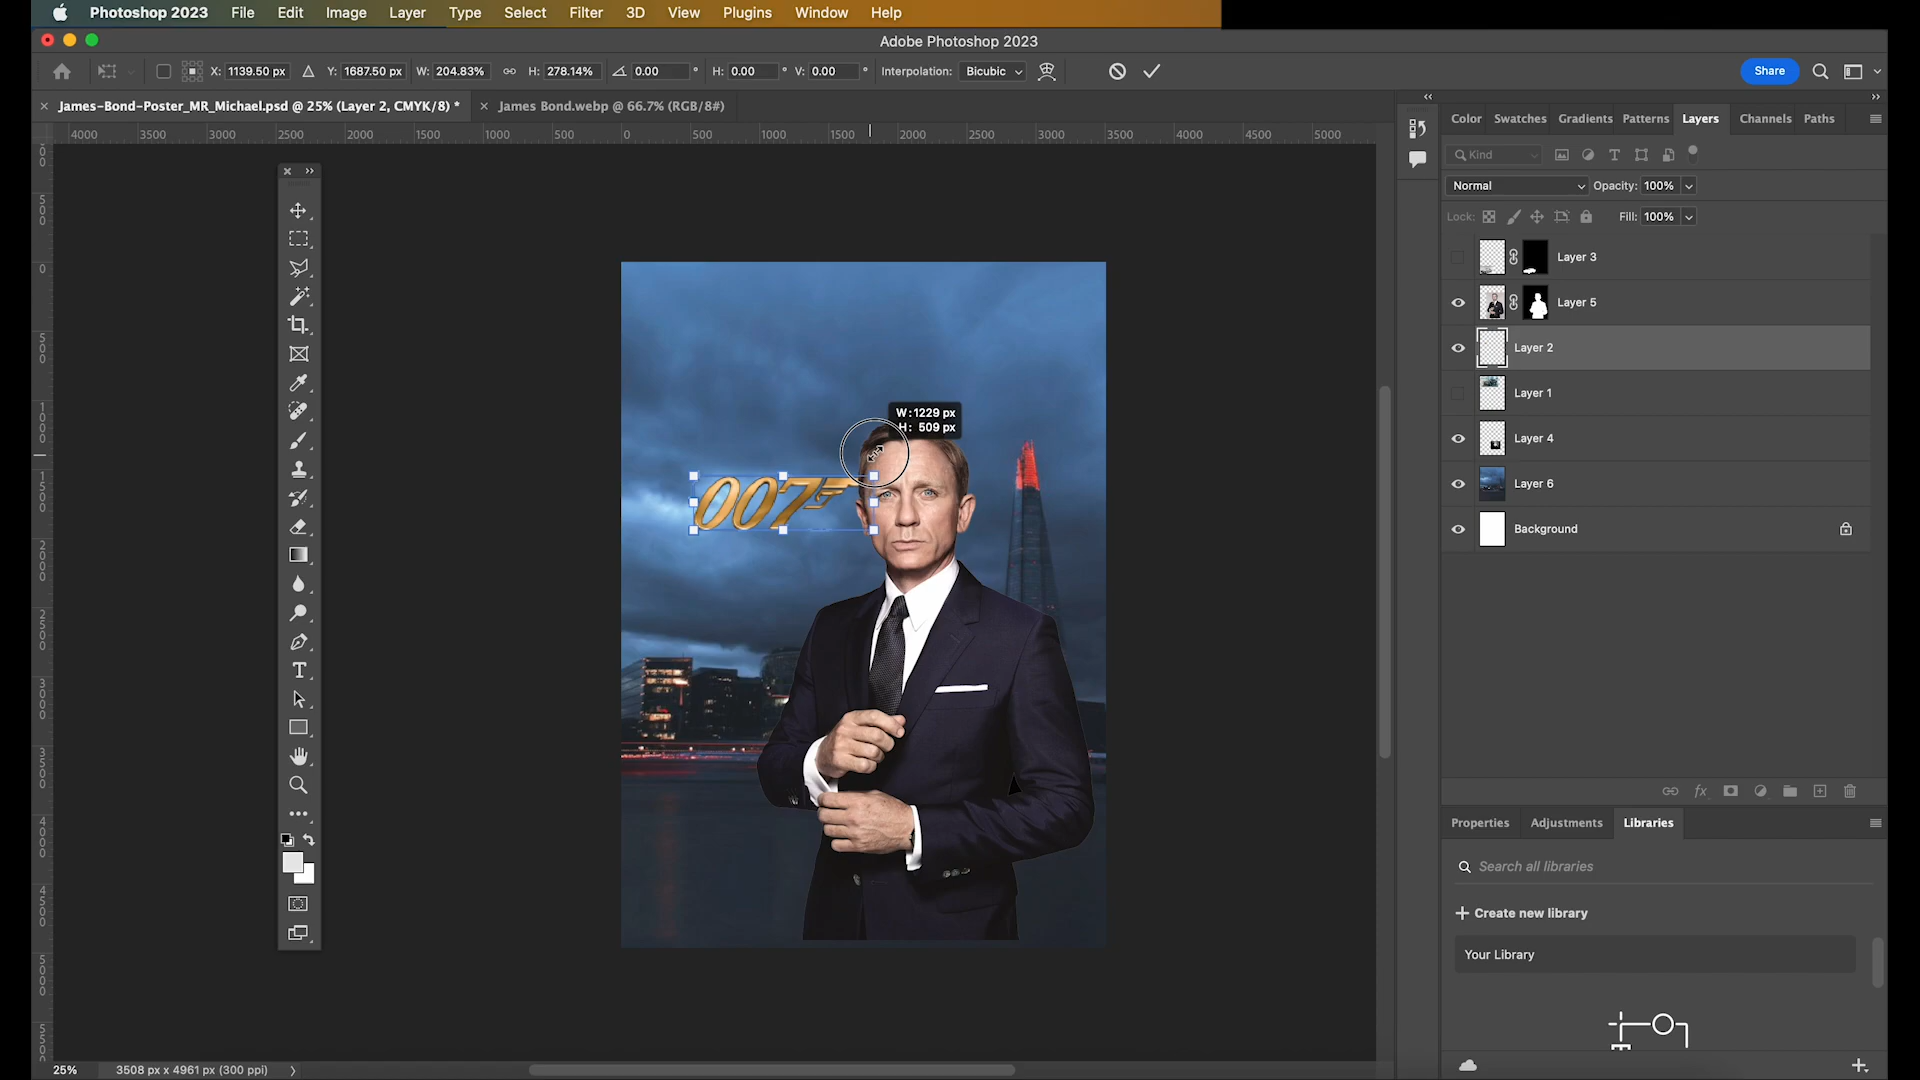 Photoshop 2023 File Edit Image Layer Type Select Filter 3D View Plugins Window Help
Adobe Photoshop 2023
X: 1139.50 px Y: 1687.50 px W: 204.83% H: 278.14% 0.00 ° H: 0.00 ° V: 0.00 ° Interpolation: Bicubic Share
× James-Bond-Poster_MR_Michael.psd @ 25% (Layer 2, CMYK/8) * × James Bond.webp @ 66.7% (RGB/8#)
4000 3500 3000 2500 2000 1500 1000 500 0 500 1000 1500 2000 2500 3000 3500 4000 4500 5000
Color Swatches Gradients Patterns Layers Channels Paths
Kind
Normal Opacity: 100%
Lock: Fill: 100%
Layer 3
Layer 5
Layer 2
Layer 1
Layer 4
Layer 6
Background
W: 1229 px
H: 509 px
007
Properties Adjustments Libraries
Search all libraries
+ Create new library
Your Library
25% 3508 px x 4961 px (300 ppi)